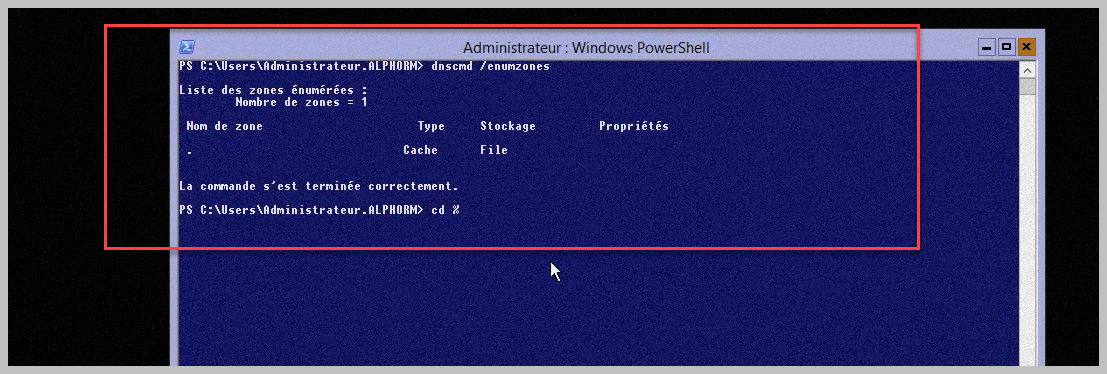 Administrateur : Windows PowerShell
PS C:\Users\Administrateur.ALPHORM> dnscmd /enumzones
Liste des zones énumérées :
Nombre de zones = 1
Nom de zone Type Stockage Propriétés
. Cache File
La commande s'est terminée correctement.
PS C:\Users\Administrateur.ALPHORM> cd %